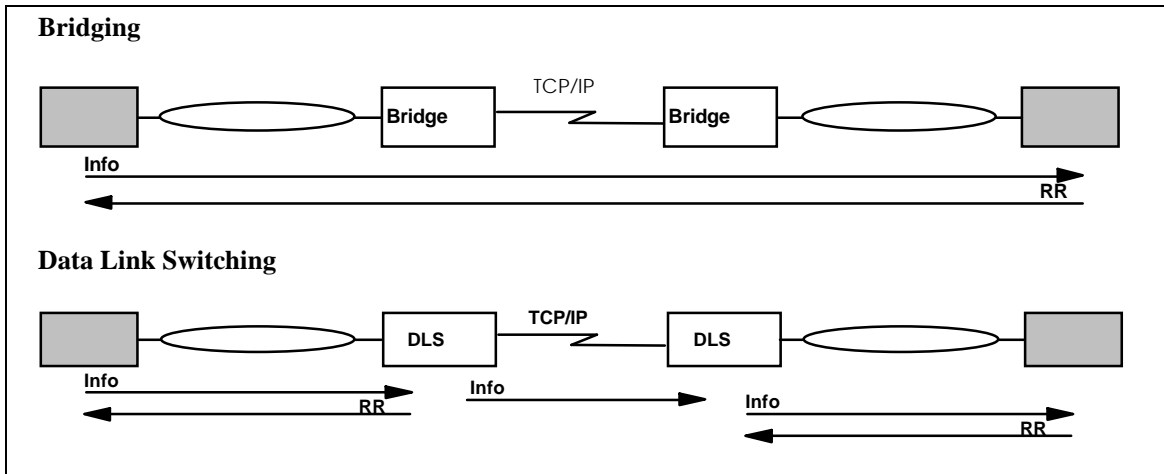 Bridging
TCP/IP
Bridge Bridge
Info
RR
Data Link Switching
TCP/IP
DLS DLS
Info Info Info
RR RR